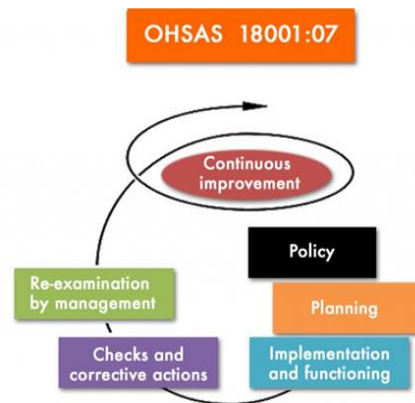 OHSAS 18001:07
Continuous
improvement
Policy
Re-examination
by management
Planning
Checks and
corrective actions
Implementation
and functioning